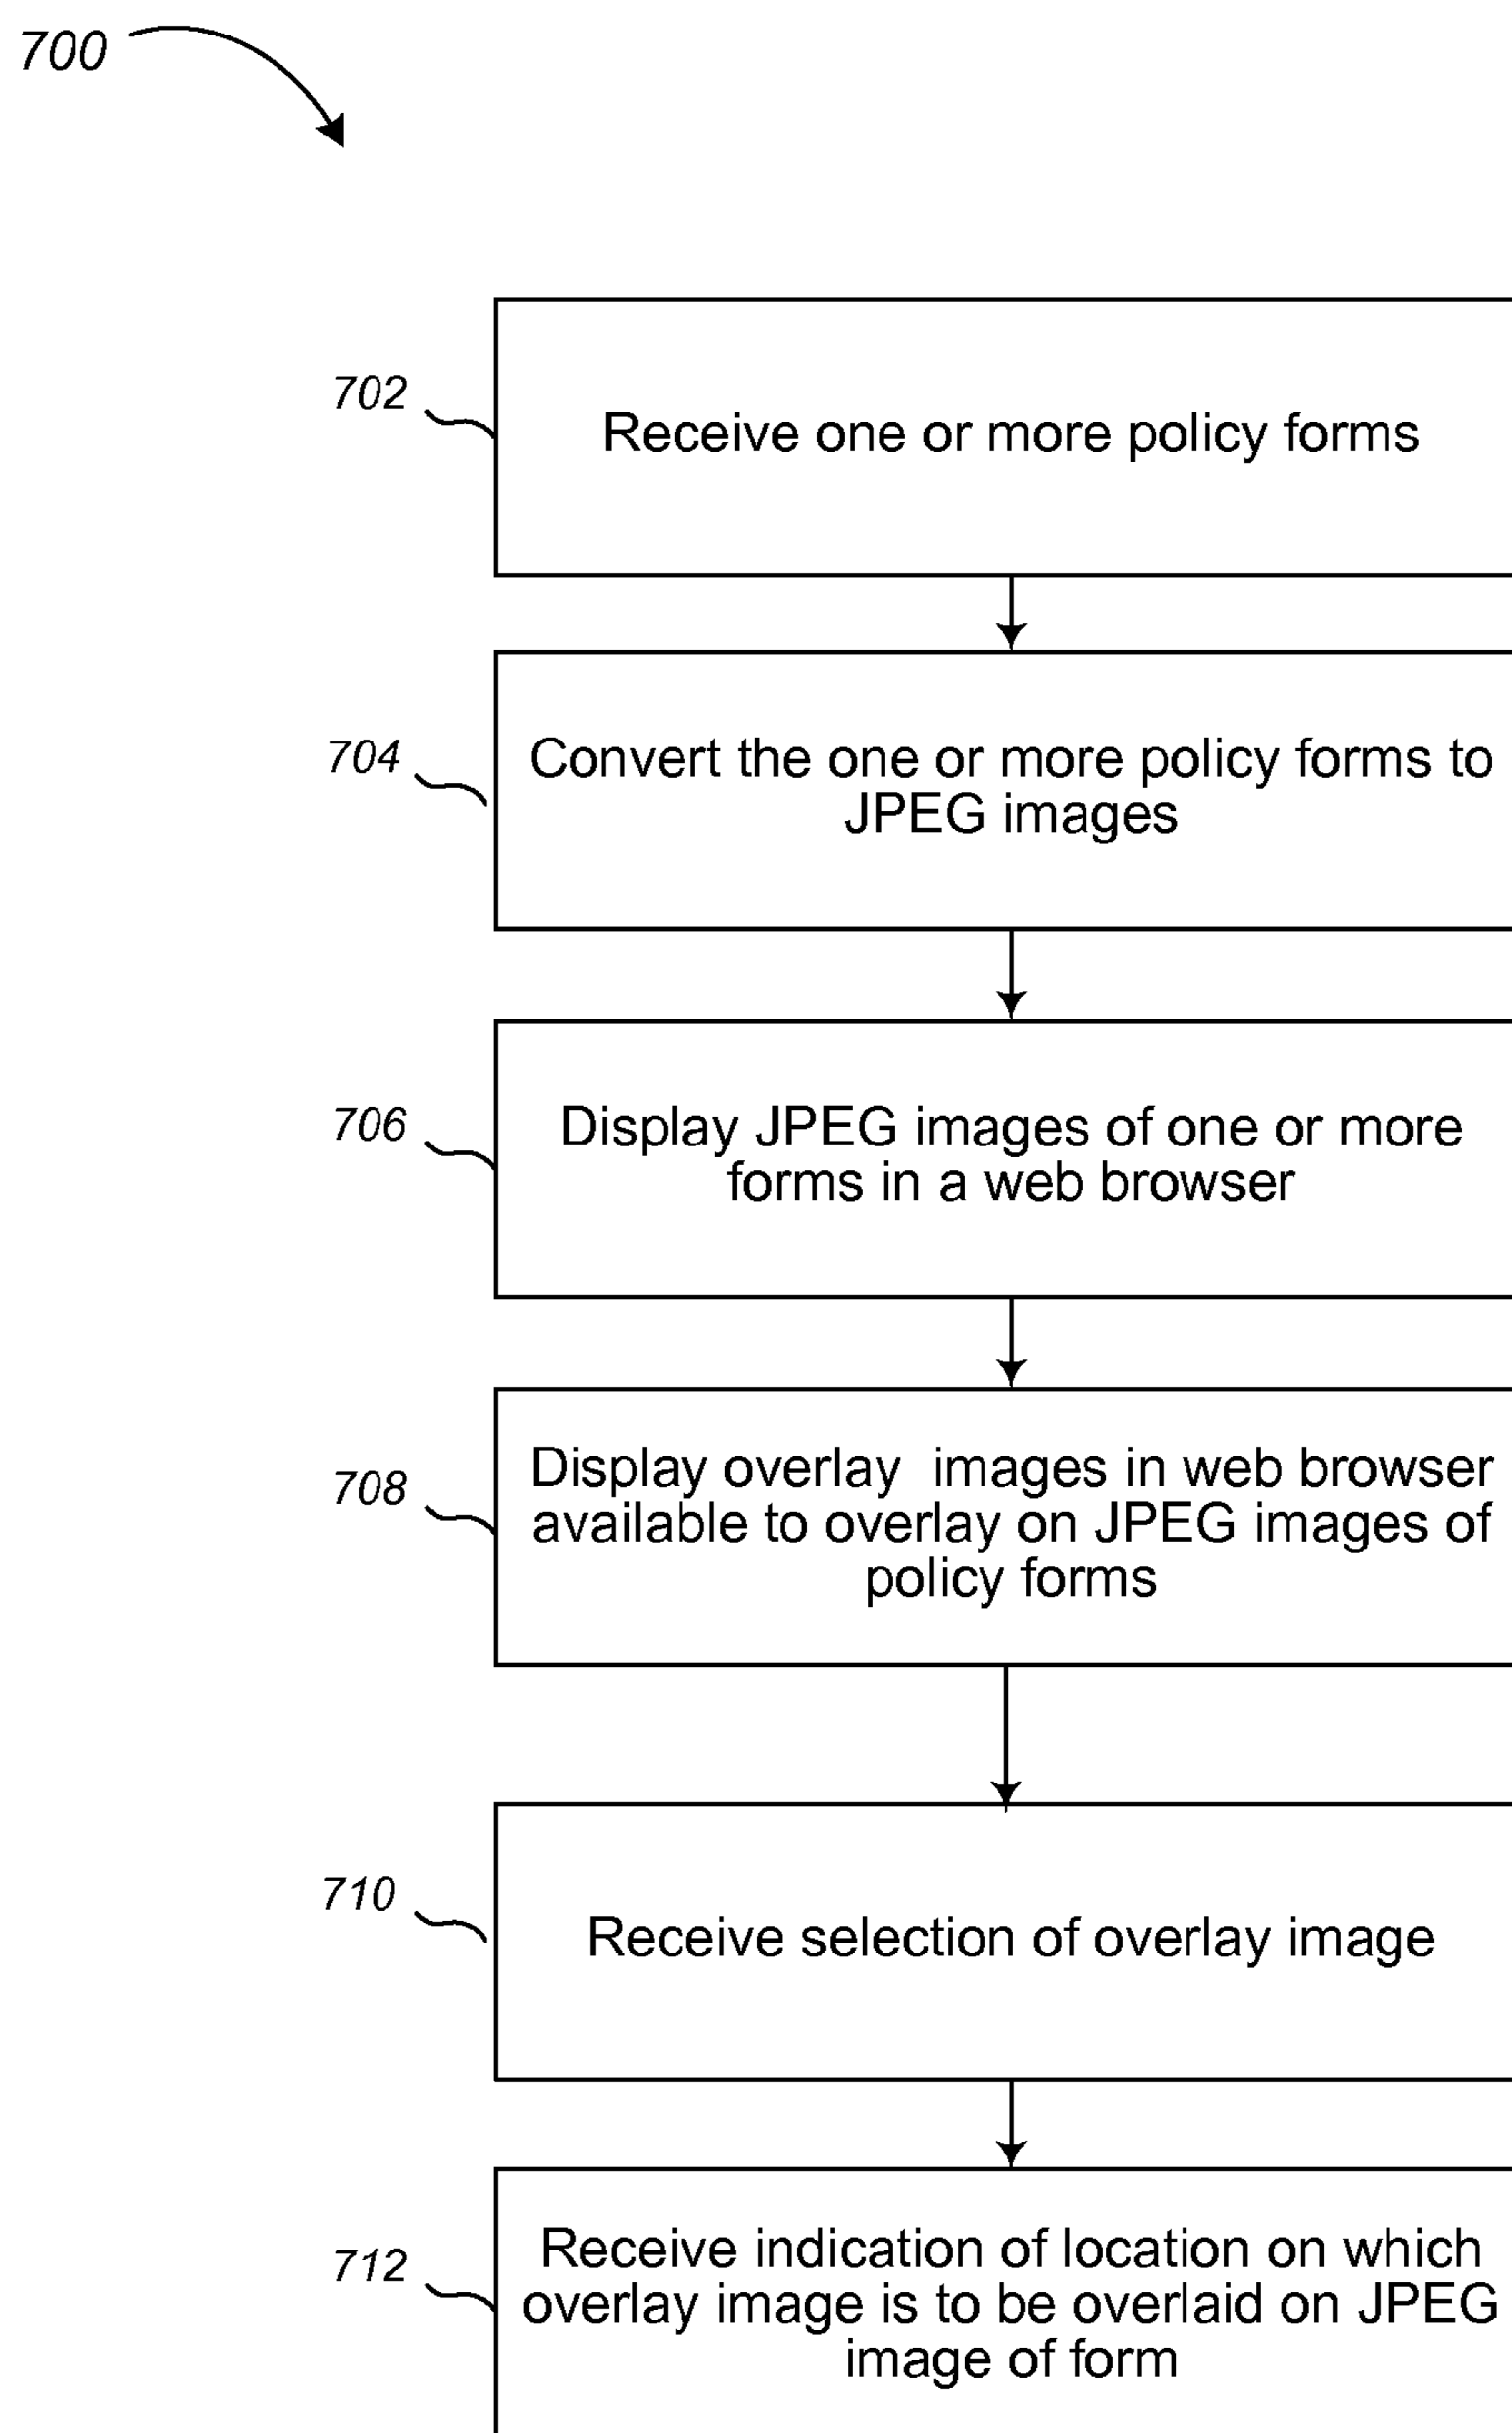 700
702
Receive one or more policy forms
704
Convert the one or more policy forms to
JPEG images
706
Display JPEG images of one or more
forms in a web browser
708
Display overlay images in web browser
available to overlay on JPEG images of
policy forms
710
Receive selection of overlay image
712
Receive indication of location on which
overlay image is to be overlaid on JPEG
image of form